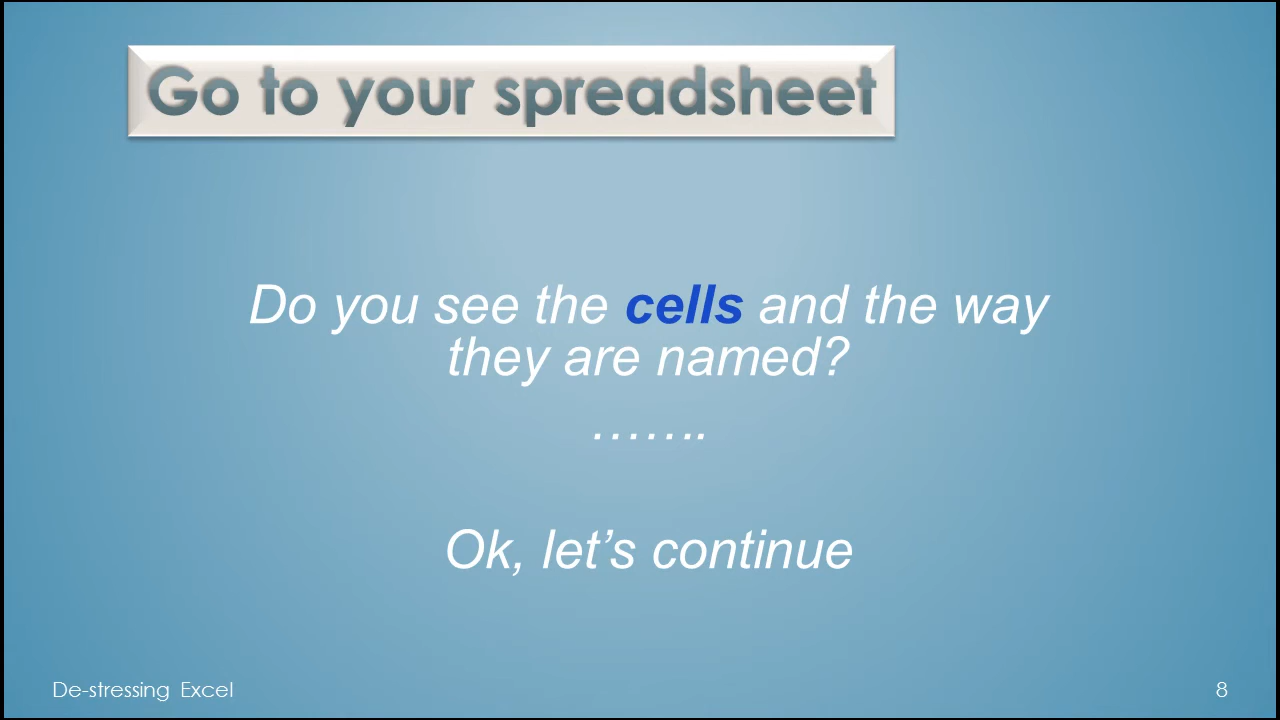 Go to your spreadsheet
Do you see the cells and the way
they are named?
…….
Ok, let’s continue
De-stressing Excel
8